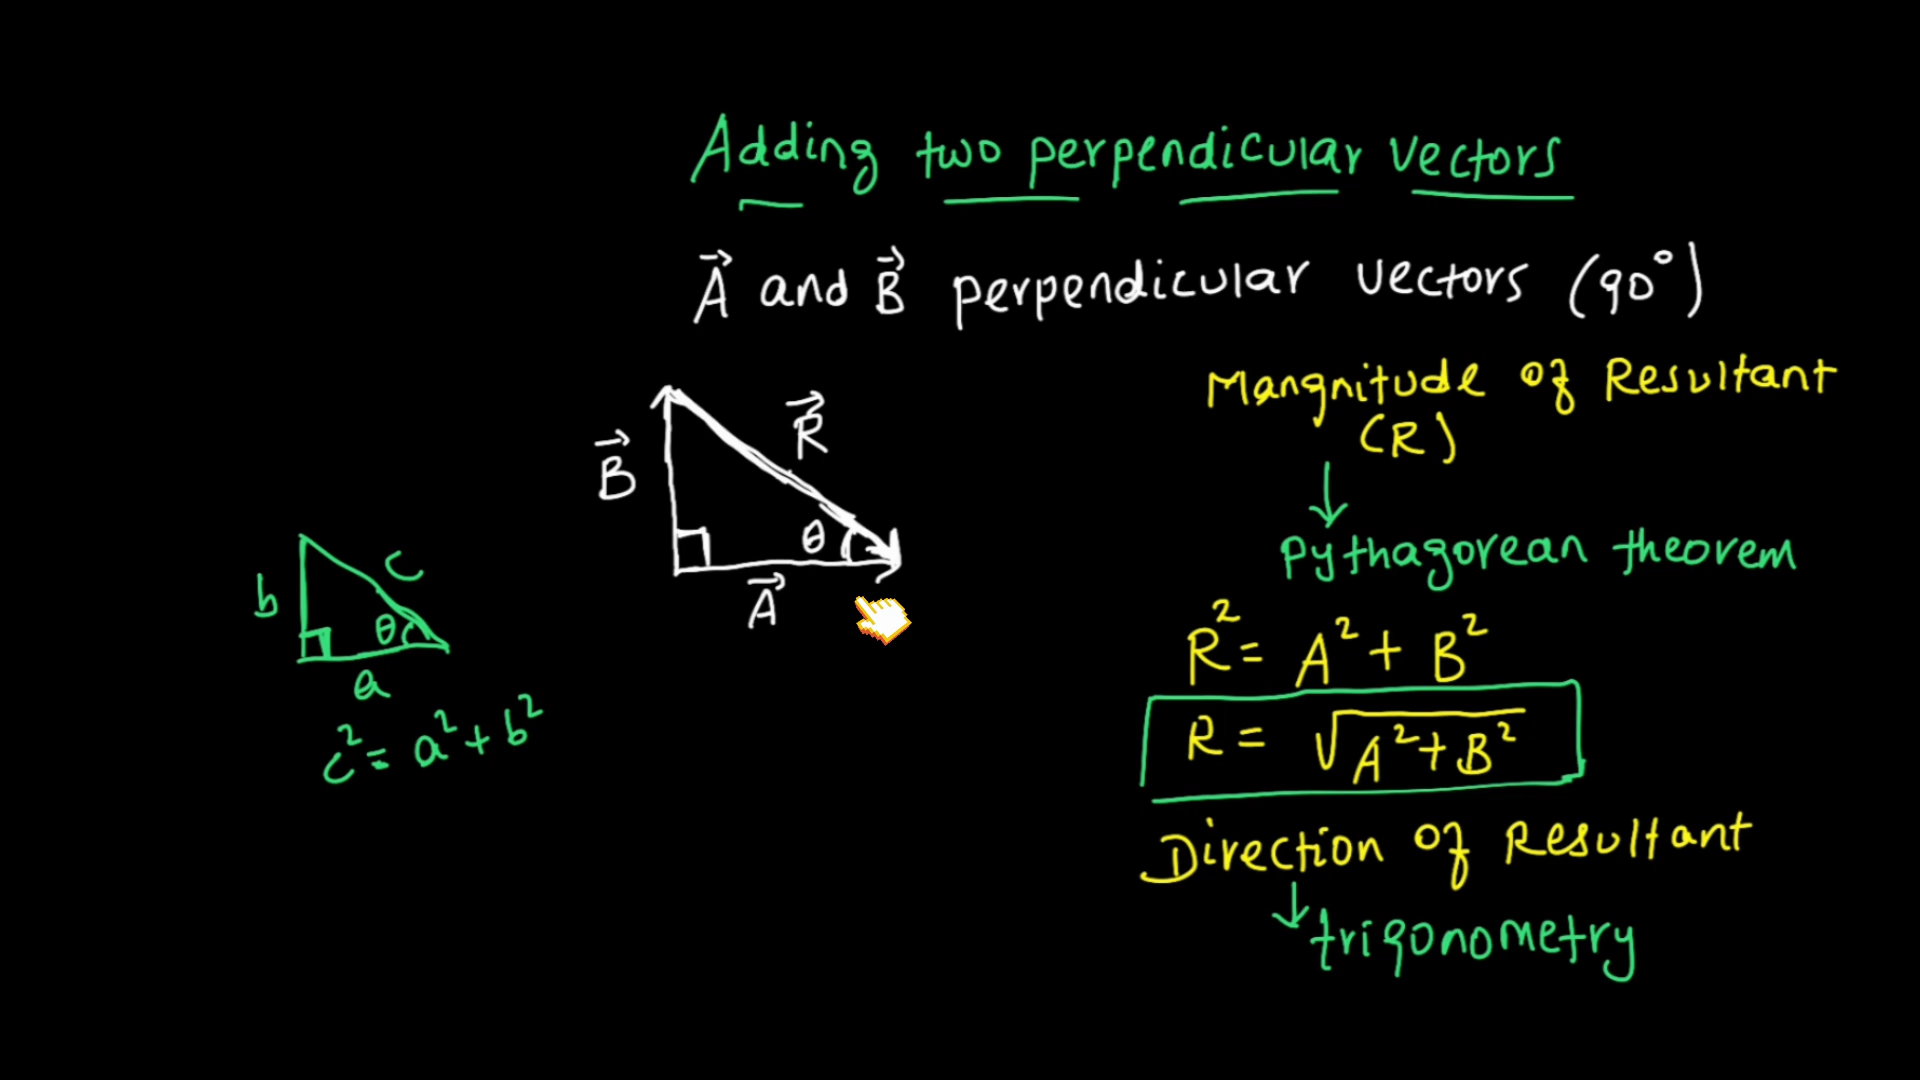 Adding two perpendicular vectors
A⃗ and B⃗ perpendicular vectors (90°)
Mangnitude of Resultant
(R)
B⃗
R⃗
θ
A⃗
Pythagorean theorem
b
c
θ
a
c² = a² + b²
R² = A² + B²
R = √A² + B²
Direction of Resultant
trigonometry